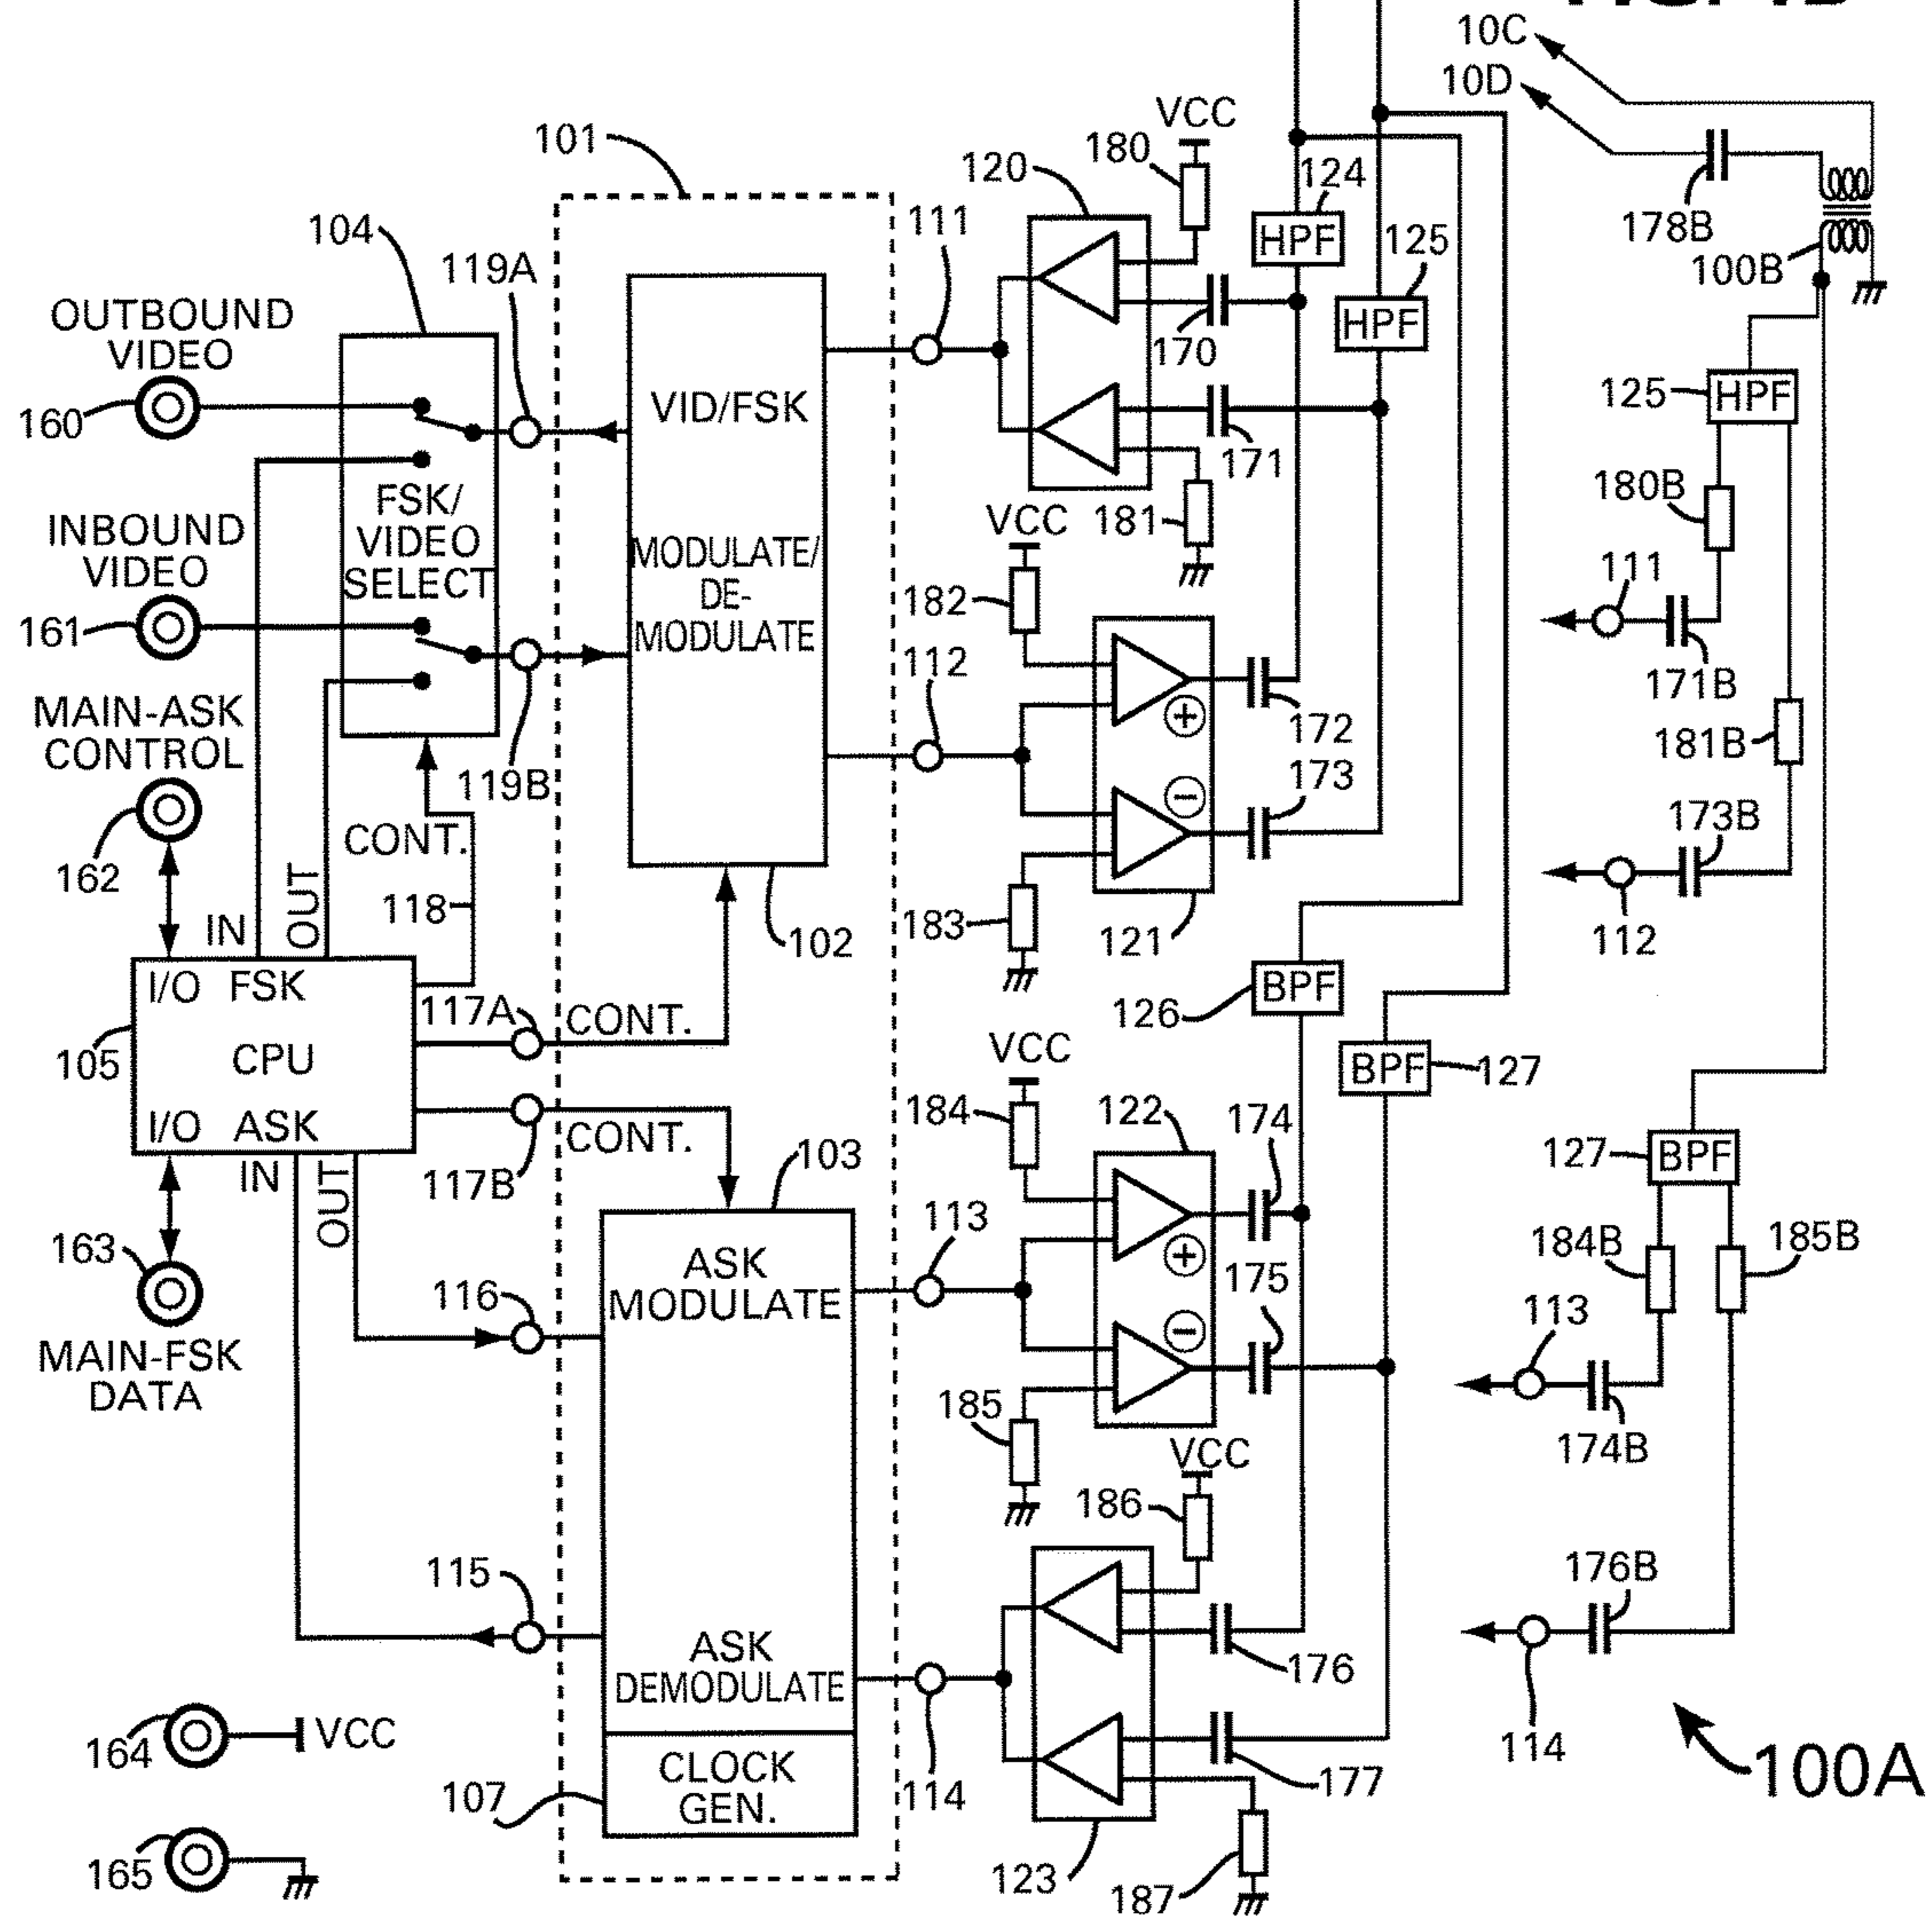 10C
10D
VCC
101
180
120
124
104
111
125
178B
119A
HPF
100B
OUTBOUND
VIDEO
HPF
170
125
HPF
160
VID/FSK
171
180B
FSK/
VIDEO
SELECT
VCC
181
INBOUND
VIDEO
MODULATE/
DE-
MODULATE
111
161
182
112
171B
MAIN-ASK
CONTROL
+
172
181B
119B
−
173
173B
CONT.
162
OUT
118
IN
183
121
102
112
I/O FSK
117A
CONT.
126
BPF
105
CPU
VCC
BPF
127
I/O ASK
184
122
174
CONT.
117B
IN
OUT
103
127
BPF
113
163
ASK
MODULATE
+
175
184B
185B
116
−
113
MAIN-FSK
DATA
185
174B
VCC
186
115
176B
ASK
DEMODULATE
176
164
VCC
114
CLOCK
GEN.
107
114
177
100A
165
123
187